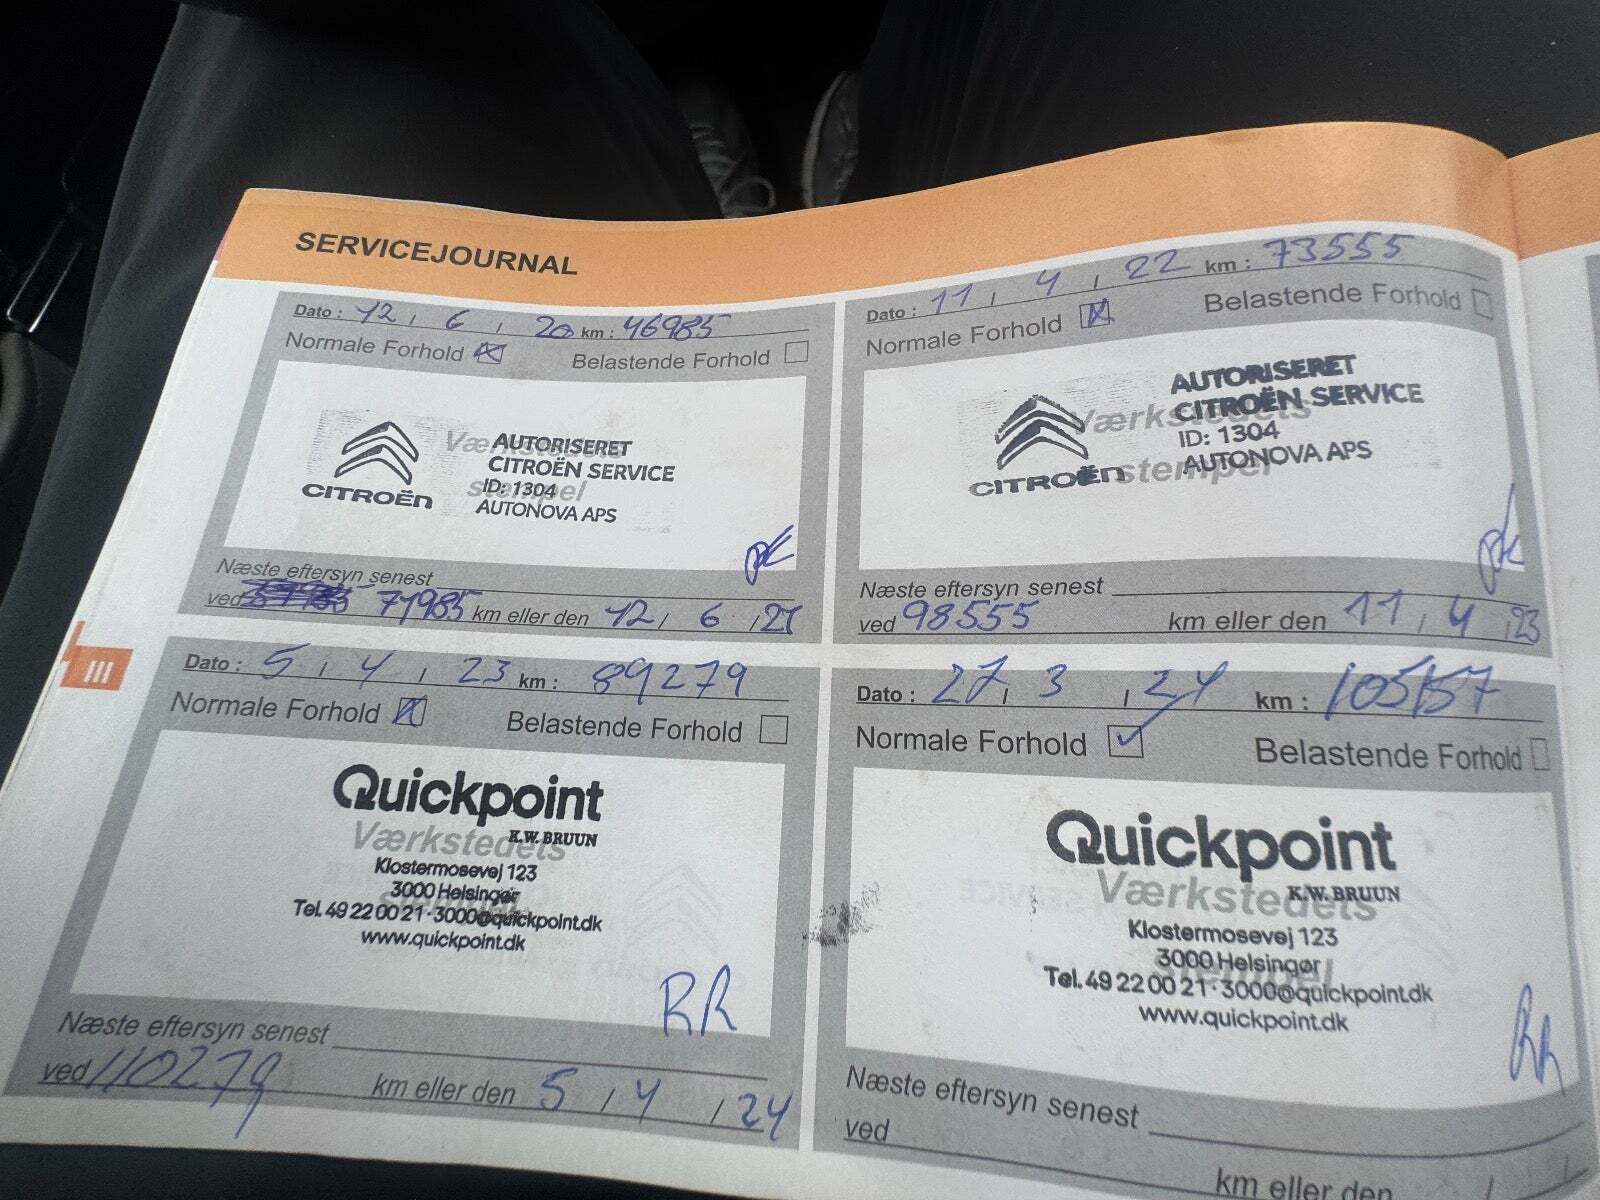 SERVICEJOURNAL
Dato : 12 / 6 / 20 km : 46985
Normale Forhold Belastende Forhold
Værkstedets
stempel
CITROËN
AUTORISERET
CITROËN SERVICE
ID: 1304
AUTONOVA APS
Næste eftersyn senest
ved 71985 km eller den 12 / 6 / 21
Dato : 11 / 4 / 22 km : 73555
Normale Forhold Belastende Forhold
Værkstedets
stempel
CITROËN
AUTORISERET
CITROËN SERVICE
ID: 1304
AUTONOVA APS
Næste eftersyn senest
ved 98555 km eller den 11 / 4 / 23
III
Dato : 5 / 4 / 23 km : 89279
Normale Forhold Belastende Forhold
Quickpoint
K.W. BRUUN
Værkstedets
Klostermosevej 123
3000 Helsingør
Tel. 49 22 00 21 · 3000@quickpoint.dk
www.quickpoint.dk
RR
Næste eftersyn senest
ved 110279 km eller den 5 / 4 / 24
Dato : 27 / 3 / 24 km : 105157
Normale Forhold Belastende Forhold
Quickpoint
K.W. BRUUN
Værkstedets
stempel
Klostermosevej 123
3000 Helsingør
Tel. 49 22 00 21 · 3000@quickpoint.dk
www.quickpoint.dk
RR
Næste eftersyn senest
ved
km eller den / /